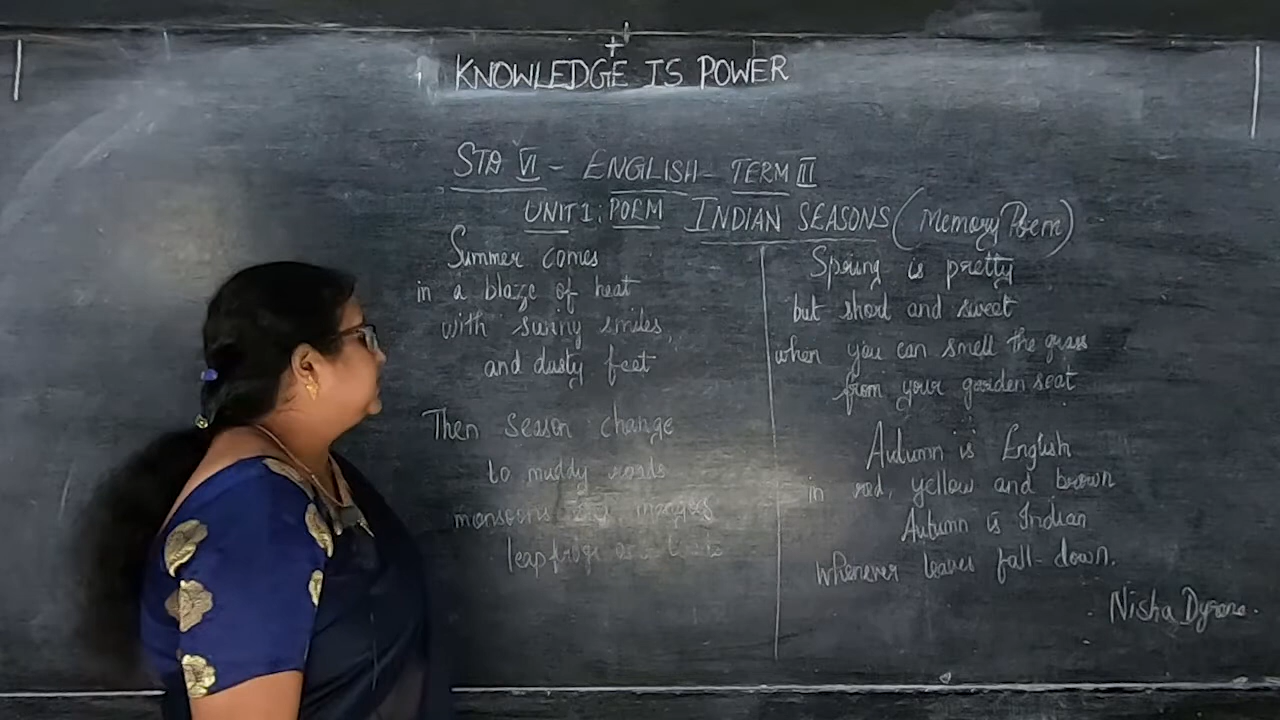 KNOWLEDGE IS POWER
STD VI - ENGLISH - TERM III
UNIT 1: POEM INDIAN SEASONS (Memory Poem)
Summer comes
in a blaze of heat
with sunny smiles,
and dusty feet
Then season change
to muddy roads
monsoons and mangoes
leap frogs
Spring is pretty
but short and sweet
when you can smell the grass
from your garden seat
Autumn is English
in red, yellow and brown
Autumn is Indian
whenever leaves fall-down.
Nisha Dyrene.